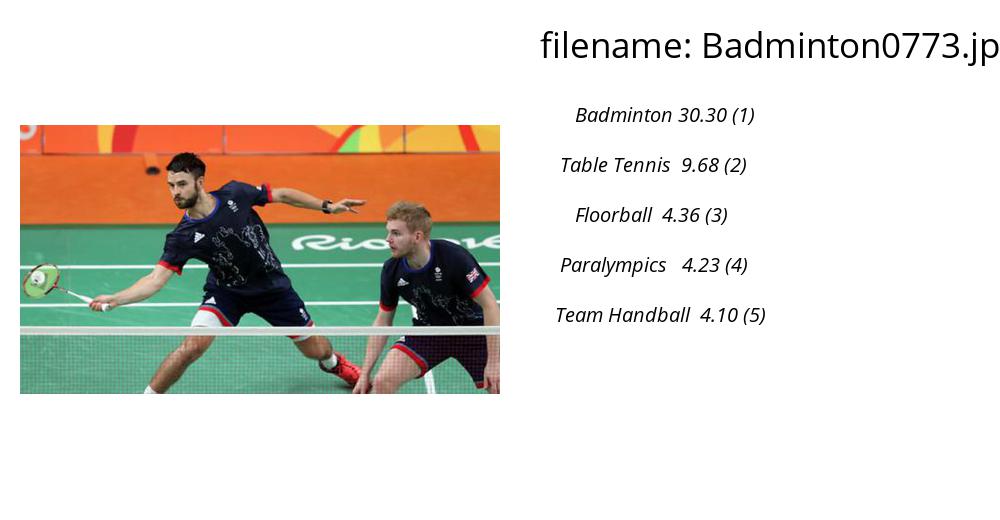 filename: Badminton0773.jp
Badminton 30.30 (1)
Table Tennis 9.68 (2)
Floorball 4.36 (3)
Paralympics 4.23 (4)
Team Handball 4.10 (5)
Rio